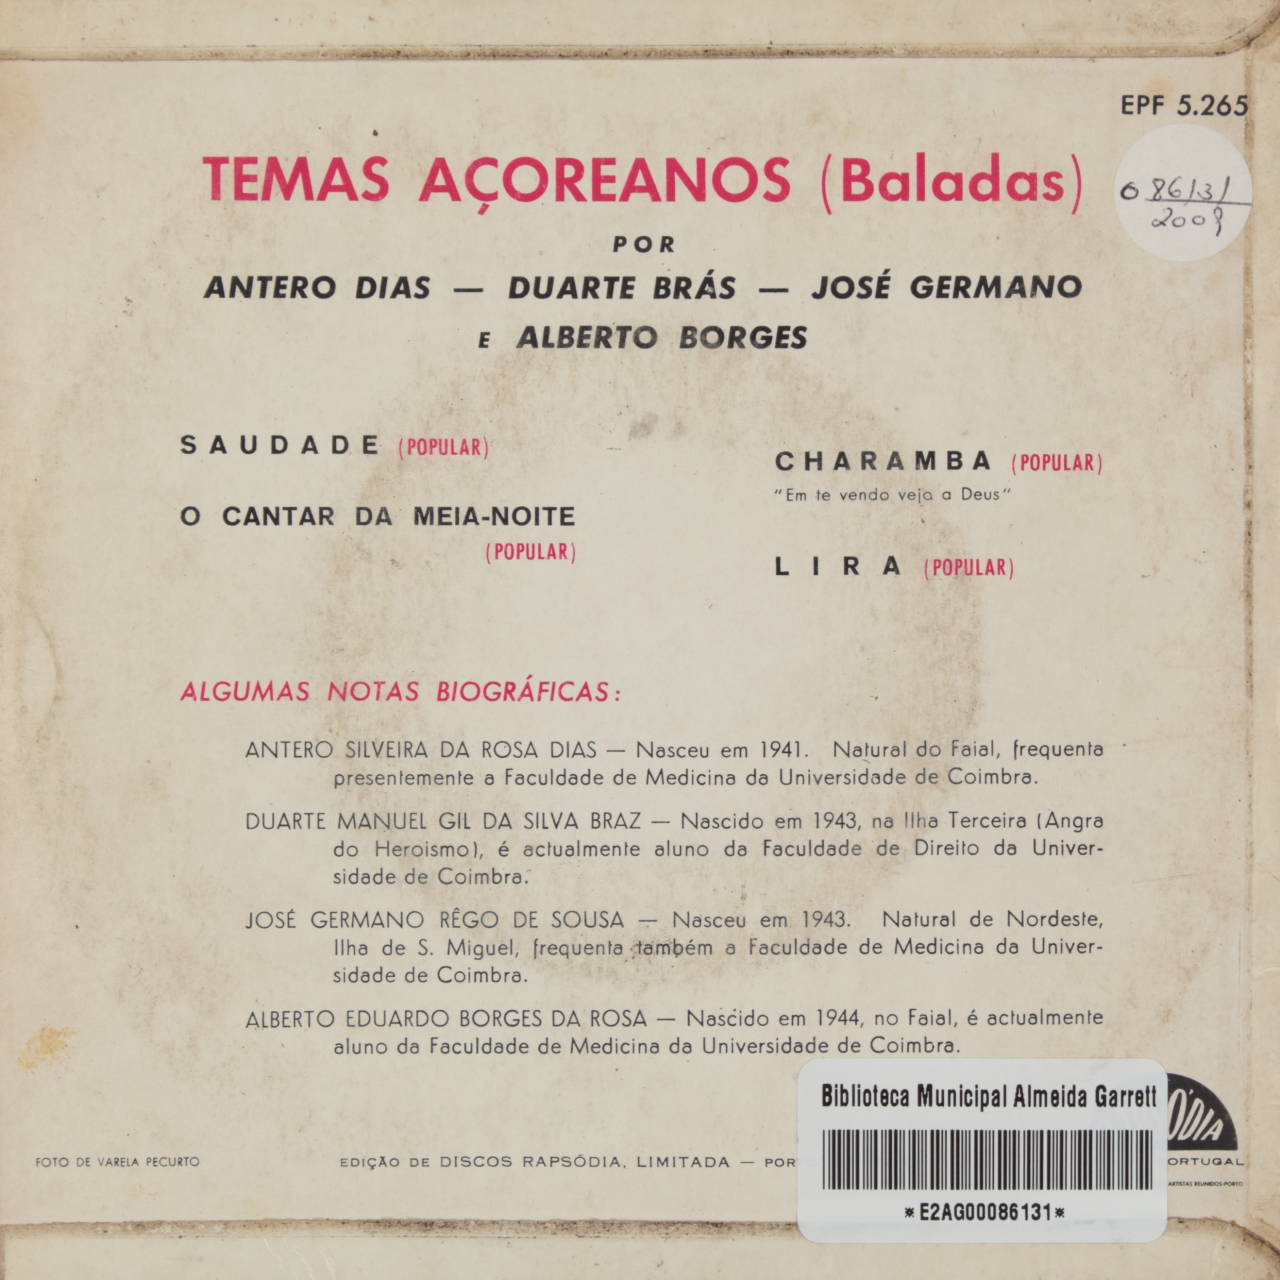 EPF 5.265
TEMAS AÇOREANOS (Baladas)
086131/
2009
POR
ANTERO DIAS — DUARTE BRÁS — JOSÉ GERMANO
E ALBERTO BORGES
SAUDADE (POPULAR)
O CANTAR DA MEIA-NOITE
(POPULAR)
CHARAMBA (POPULAR)
"Em te vendo vejo a Deus"
LIRA (POPULAR)
ALGUMAS NOTAS BIOGRÁFICAS:
ANTERO SILVEIRA DA ROSA DIAS — Nasceu em 1941. Natural do Faial, frequenta
presentemente a Faculdade de Medicina da Universidade de Coimbra.
DUARTE MANUEL GIL DA SILVA BRAZ — Nascido em 1943, na Ilha Terceira (Angra
do Heroismo), é actualmente aluno da Faculdade de Direito da Univer-
sidade de Coimbra.
JOSÉ GERMANO RÊGO DE SOUSA — Nasceu em 1943. Natural de Nordeste,
Ilha de S. Miguel, frequenta também a Faculdade de Medicina da Univer-
sidade de Coimbra.
ALBERTO EDUARDO BORGES DA ROSA — Nascido em 1944, no Faial, é actualmente
aluno da Faculdade de Medicina da Universidade de Coimbra.
Biblioteca Municipal Almeida Garrett
*E2AG00086131*
ÓDIA
FOTO DE VARELA PECURTO
EDIÇÃO DE DISCOS RAPSÓDIA, LIMITADA — POR
ORTUGAL
ARTISTAS REUNIDOS-PORTO